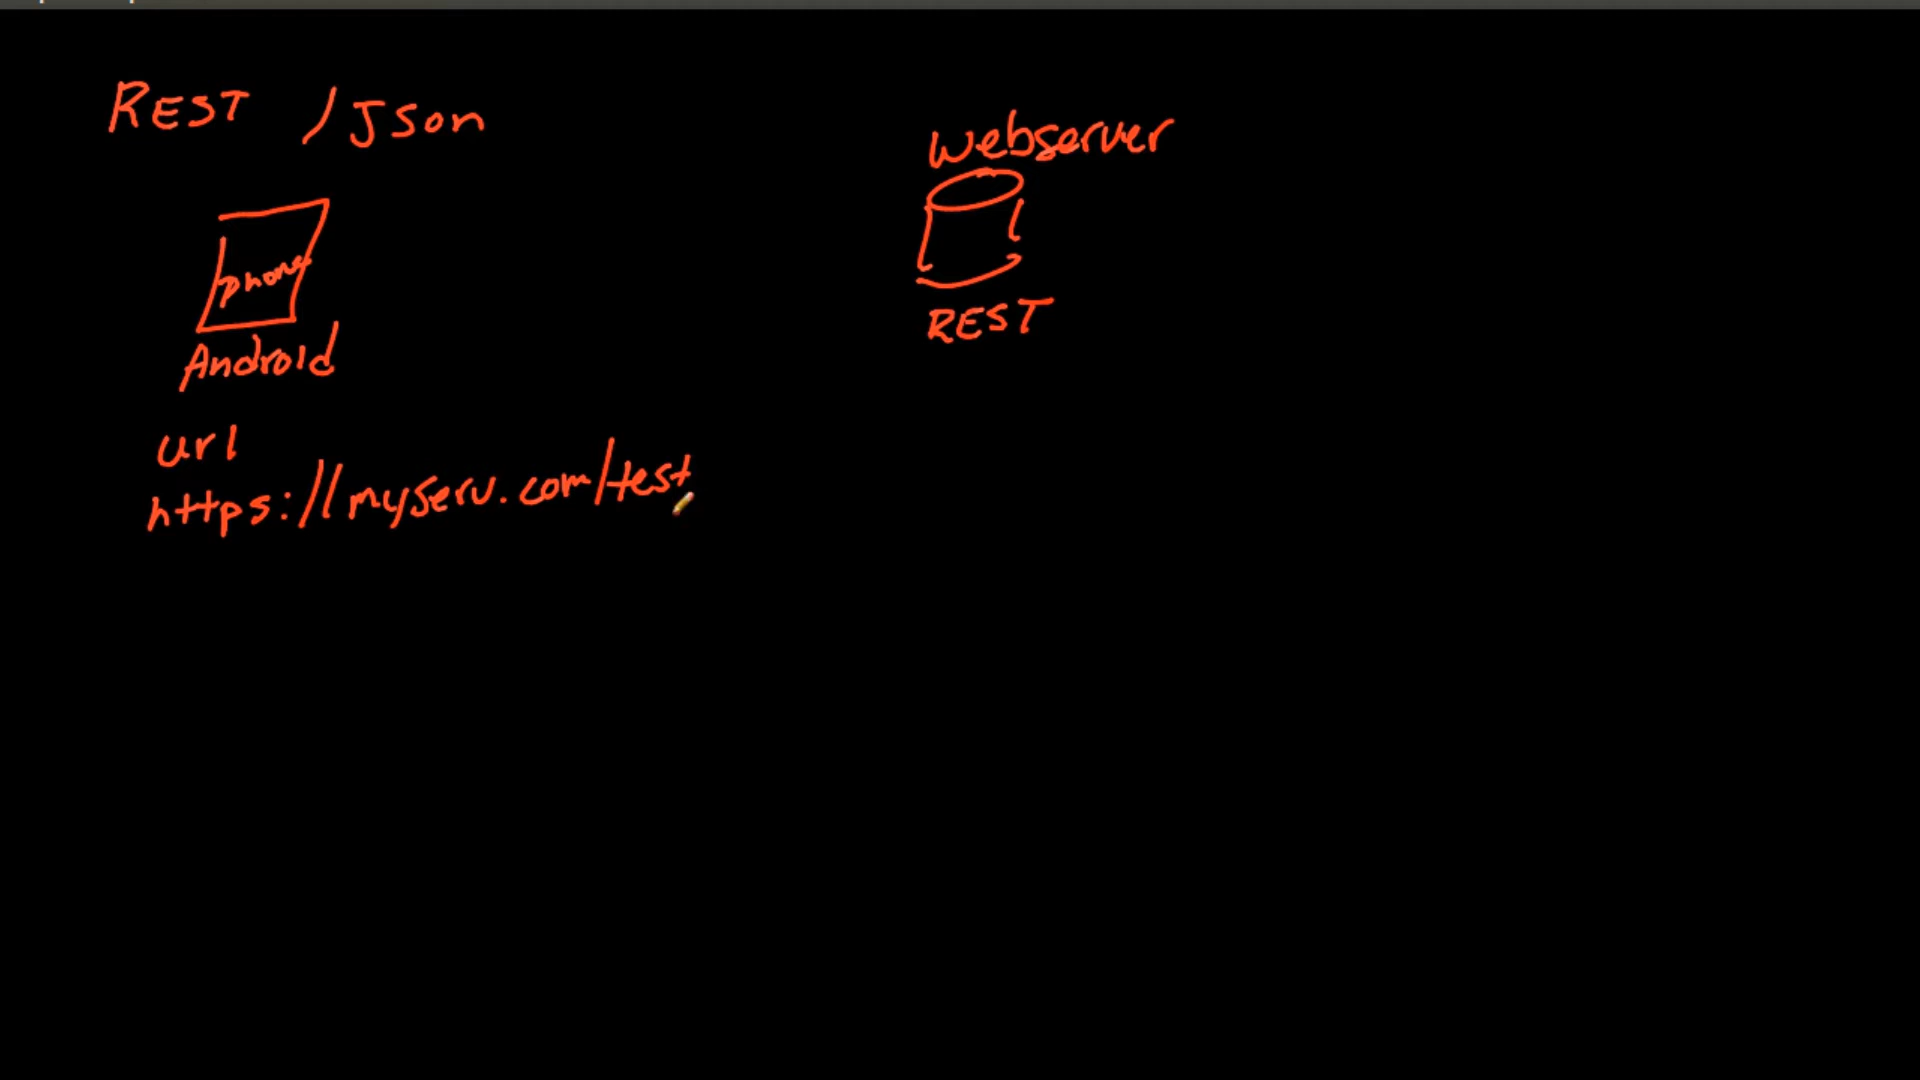 REST /Json
webserver
phone
REST
Android
url
https://myserv.com/test